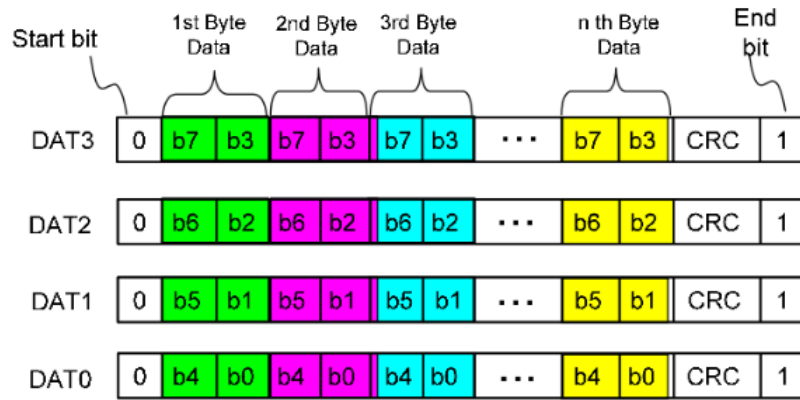 Start bit
1st Byte
Data
2nd Byte
Data
3rd Byte
Data
n th Byte
Data
End
bit
DAT3 0 b7 b3 b7 b3 b7 b3 ... b7 b3 CRC 1
DAT2 0 b6 b2 b6 b2 b6 b2 ... b6 b2 CRC 1
DAT1 0 b5 b1 b5 b1 b5 b1 ... b5 b1 CRC 1
DAT0 0 b4 b0 b4 b0 b4 b0 ... b4 b0 CRC 1